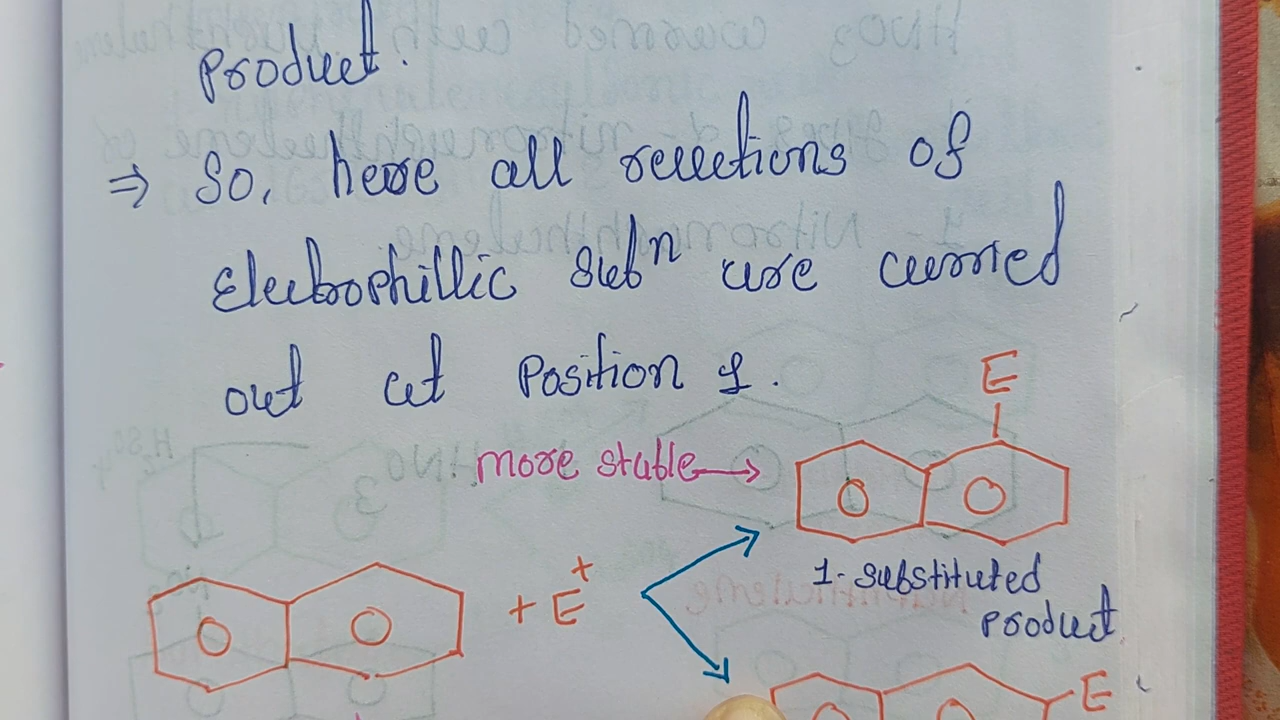 Product.
⇒ So, here all reactions of
Electrophillic Subⁿ are carried
out at Position 1.
E
more stable →
+ E⁺
1-substituted
product
E